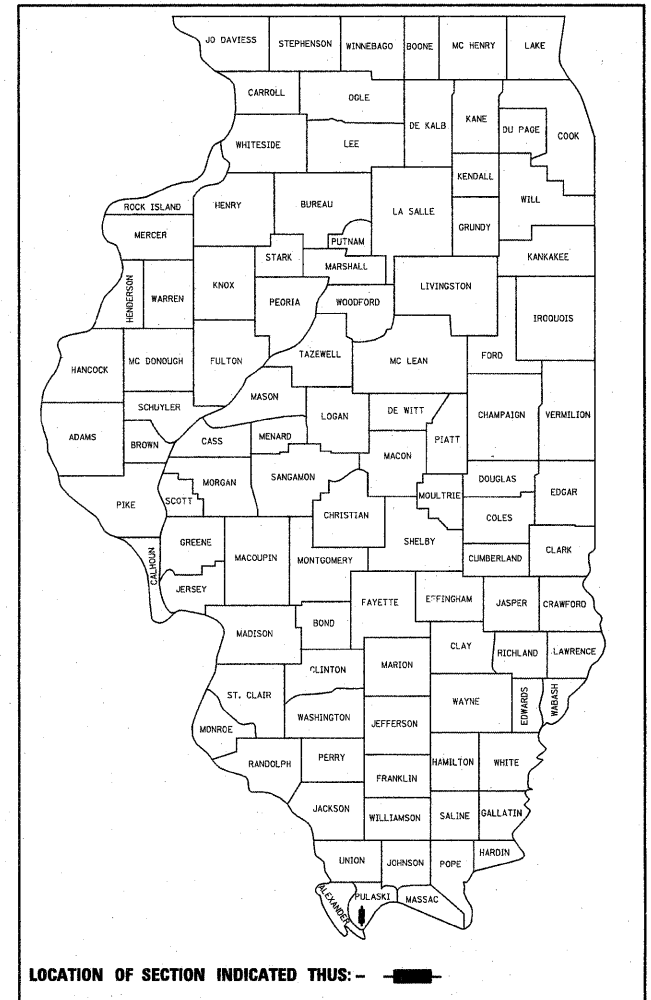 JO DAVIESS STEPHENSON WINNEBAGO BOONE MC HENRY LAKE
CARROLL OGLE DE KALB KANE DU PAGE COOK
WHITESIDE LEE
KENDALL WILL
ROCK ISLAND HENRY BUREAU LA SALLE GRUNDY
MERCER PUTNAM
STARK MARSHALL KANKAKEE
HENDERSON WARREN KNOX PEORIA WOODFORD LIVINGSTON IROQUOIS
HANCOCK MC DONOUGH FULTON TAZEWELL MC LEAN FORD
MASON
SCHUYLER LOGAN DE WITT CHAMPAIGN VERMILION
ADAMS BROWN CASS MENARD MACON PIATT
PIKE SCOTT MORGAN SANGAMON MOULTRIE DOUGLAS EDGAR
CHRISTIAN COLES
GREENE MACOUPIN MONTGOMERY SHELBY CUMBERLAND CLARK
CALHOUN JERSEY
FAYETTE EFFINGHAM JASPER CRAWFORD
MADISON BOND
CLINTON MARION CLAY RICHLAND LAWRENCE
ST. CLAIR WAYNE EDWARDS WABASH
MONROE WASHINGTON JEFFERSON
RANDOLPH PERRY HAMILTON WHITE
FRANKLIN
JACKSON WILLIAMSON SALINE GALLATIN
UNION JOHNSON POPE HARDIN
ALEXANDER PULASKI MASSAC
LOCATION OF SECTION INDICATED THUS: –